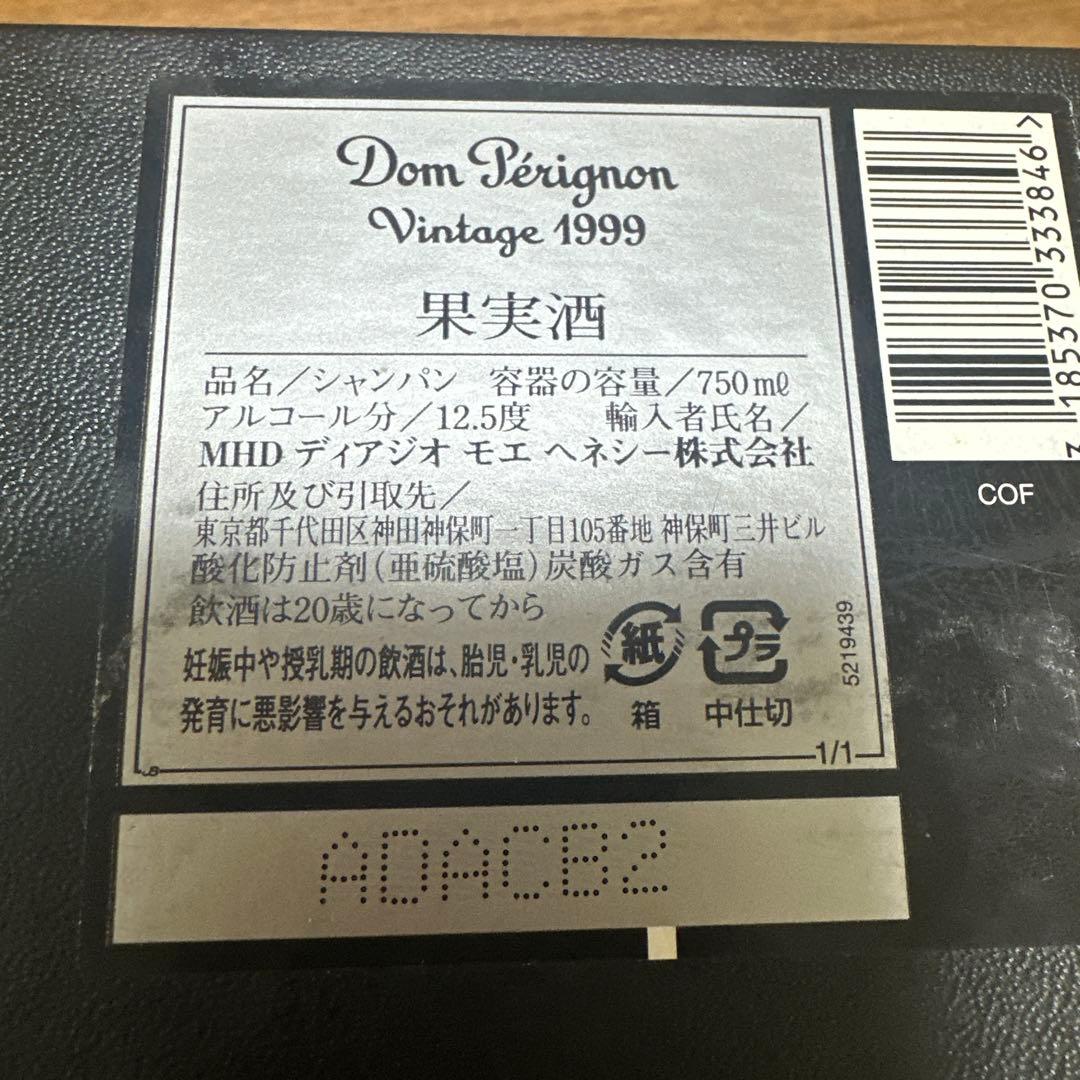 Dom Pérignon
Vintage 1999
果実酒
品名／シャンパン 容器の容量／750mℓ
アルコール分／12.5度 輸入者氏名／
MHD ディアジオ モエ ヘネシー株式会社
住所及び引取先／
東京都千代田区神田神保町一丁目105番地 神保町三井ビル
酸化防止剤(亜硫酸塩)炭酸ガス含有
飲酒は20歳になってから
妊娠中や授乳期の飲酒は、胎児・乳児の
発育に悪影響を与えるおそれがあります。
紙
箱
プラ
中仕切
5219439
1/1
JB
3 185370 333846 >
COF
ADACB2